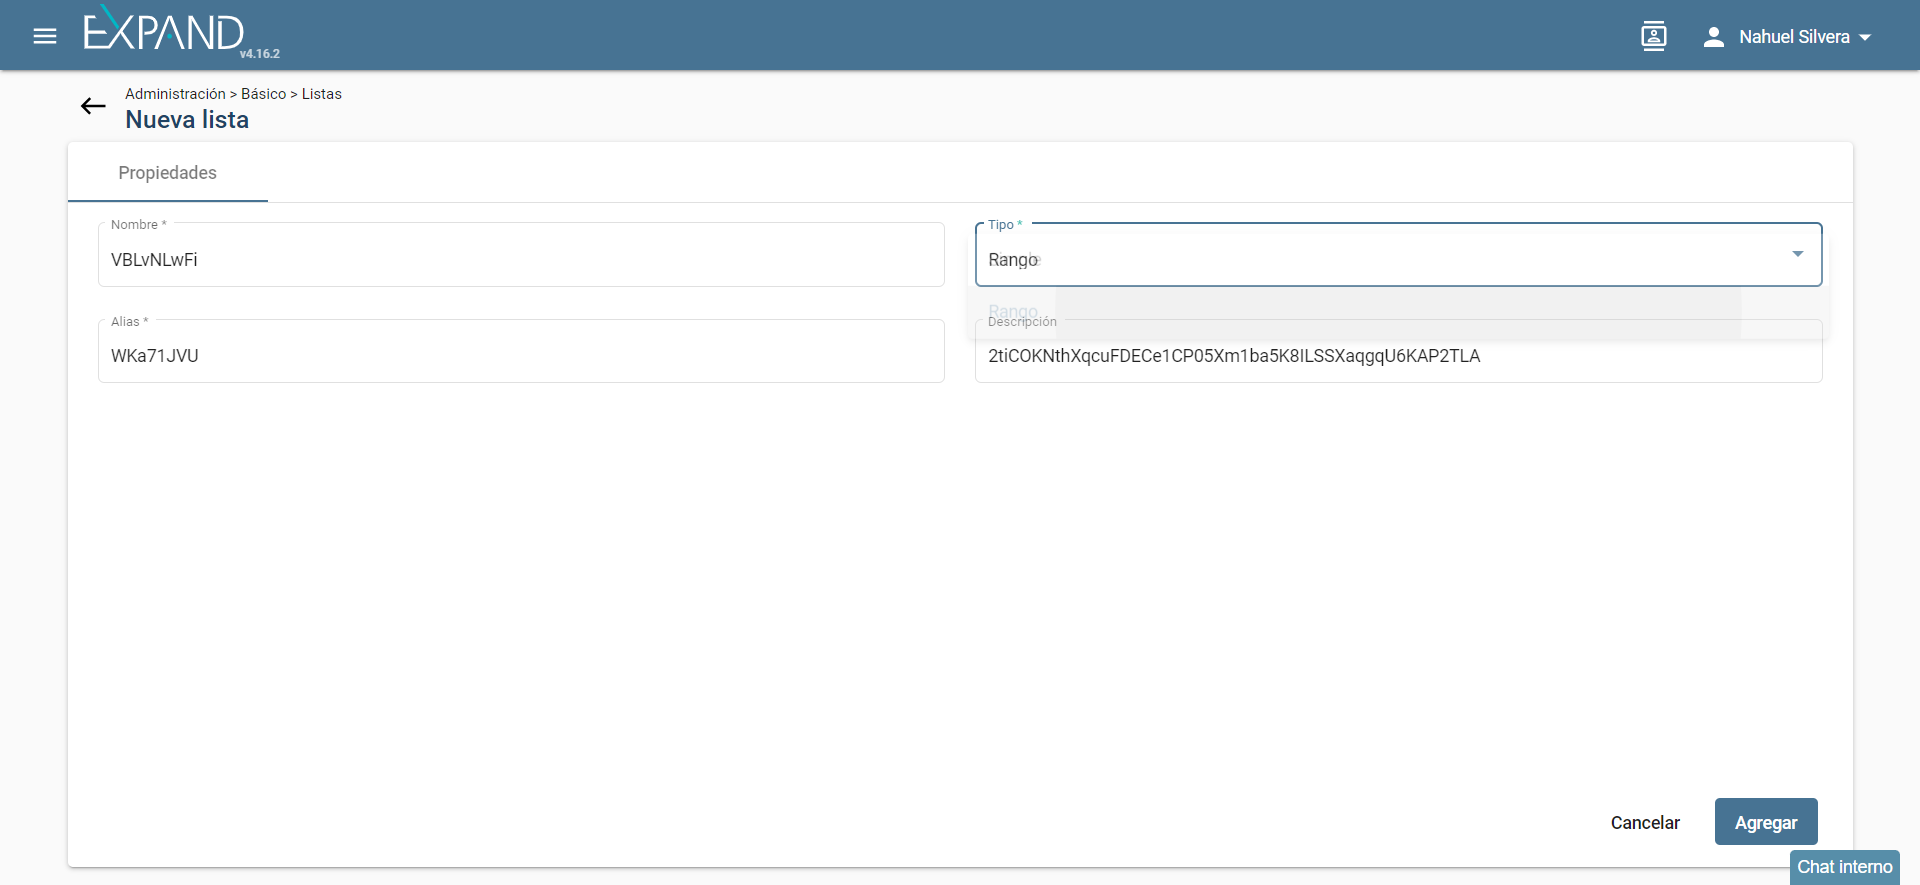 EXPAND
v4.16.2
Nahuel Silvera
Administración > Básico > Listas
Nueva lista
Propiedades
Nombre *
VBLvNLwFi
Tipo *
Rango
Rango
Alias *
WKa71JVU
Descripción
2tiCOKNthXqcuFDECe1CP05Xm1ba5K8ILSSXaqgqU6KAP2TLA
Cancelar
Agregar
Chat interno